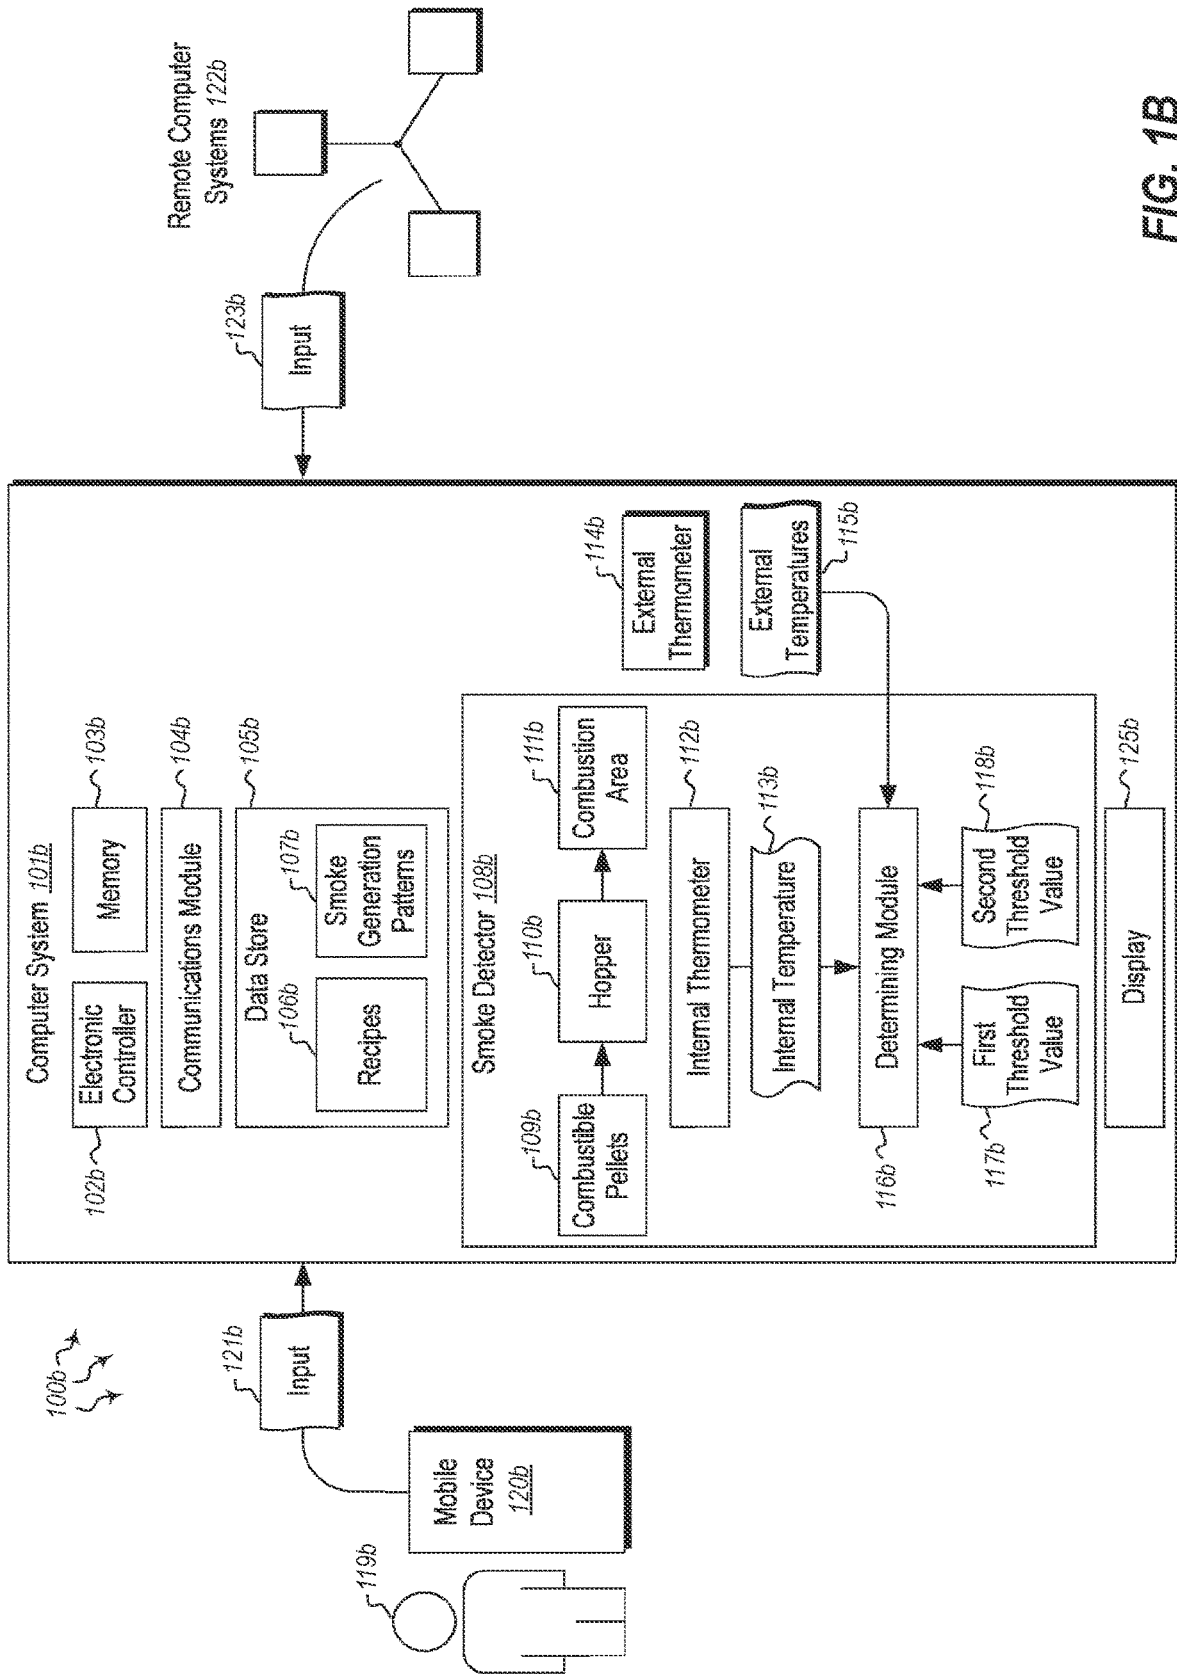 100b
Computer System 101b
102b
Electronic
Controller
Memory
103b
Communications Module
104b
Data Store
105b
106b
Recipes
107b
Smoke
Generation
Patterns
Smoke Detector 108b
109b
Combustible
Pellets
110b
Hopper
111b
Combustion
Area
Internal Thermometer
112b
Internal Temperature
113b
114b
External
Thermometer
External
Temperatures
115b
Determining Module
116b
First
Threshold
Value
117b
Second
Threshold
Value
118b
Display
125b
119b
Mobile
Device
120b
121b
Input
123b
Input
Remote Computer
Systems 122b
FIG. 1B